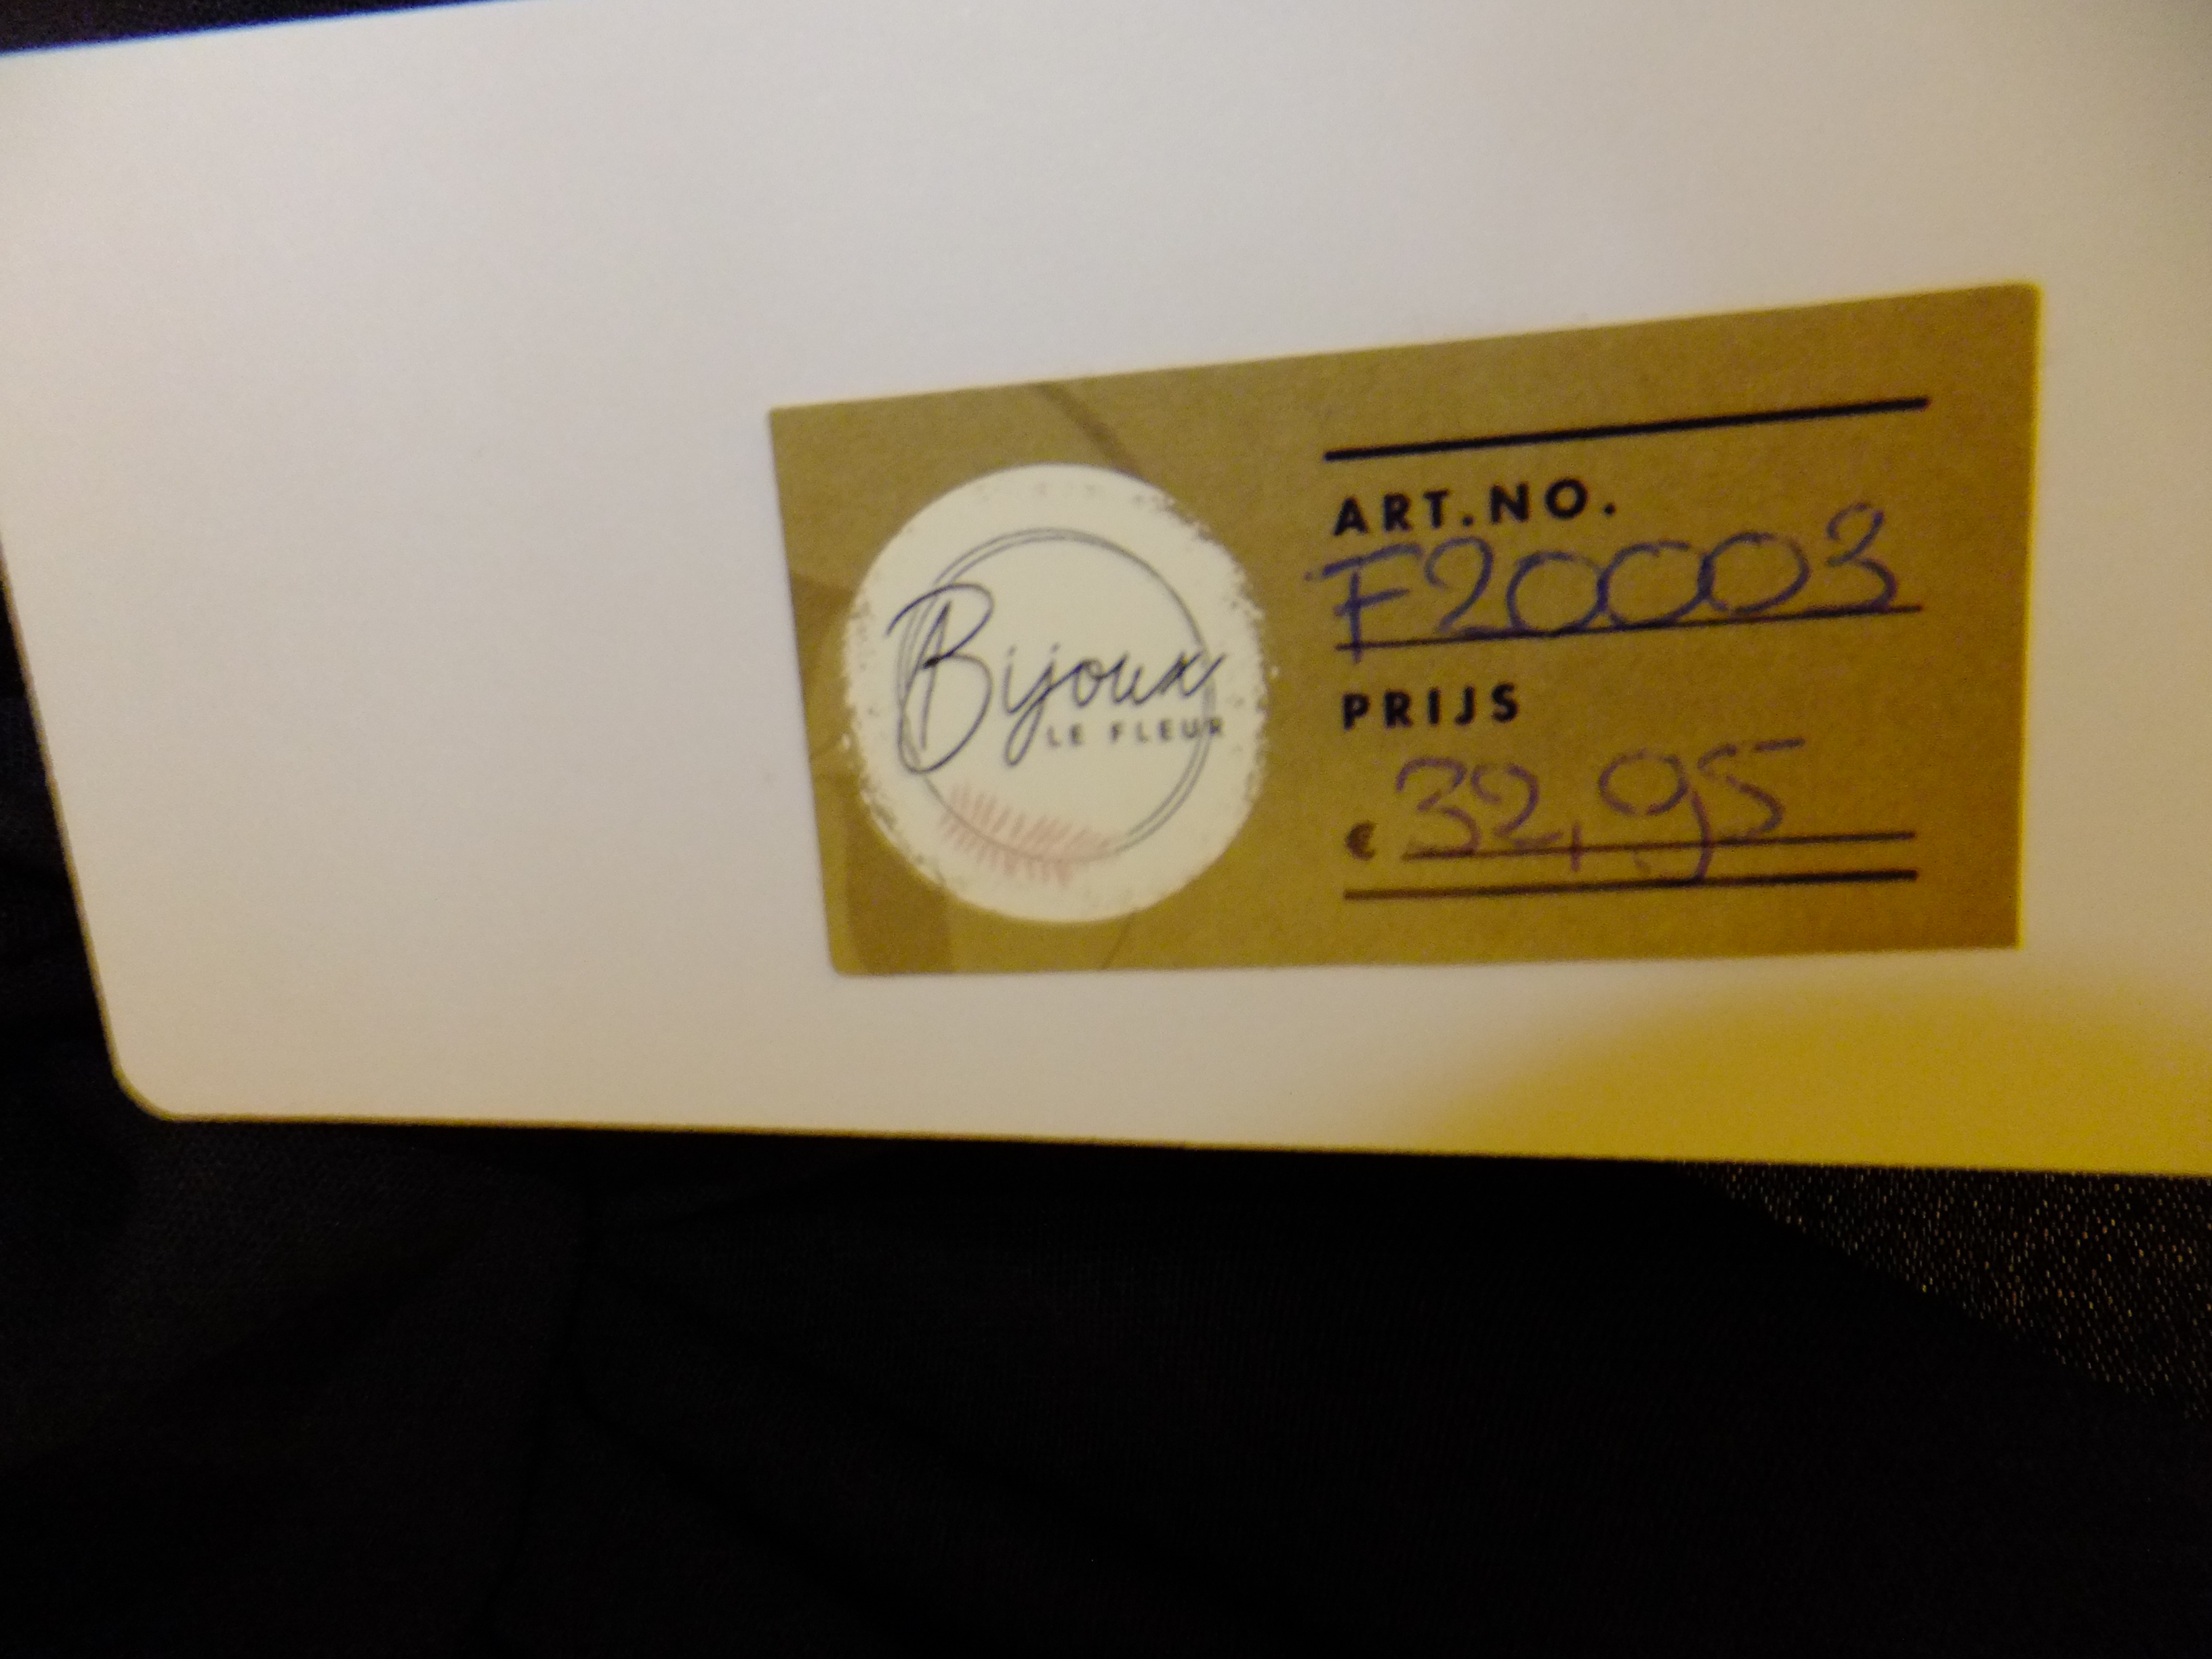 Bijoux
LE FLEUR
ART.NO.
F20003
PRIJS
€ 32,95